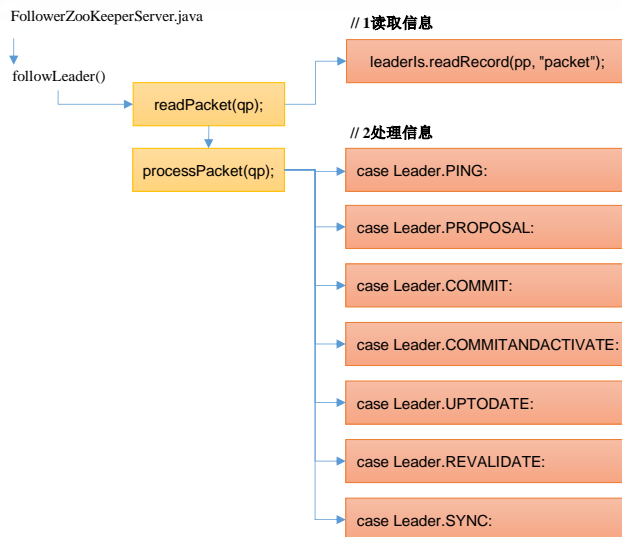 FollowerZooKeeperServer.java
// 1读取信息
followLeader()
leaderIs.readRecord(pp, "packet");
readPacket(qp);
// 2处理信息
processPacket(qp);
case Leader.PING:
case Leader.PROPOSAL:
case Leader.COMMIT:
case Leader.COMMITANDACTIVATE:
case Leader.UPTODATE:
case Leader.REVALIDATE:
case Leader.SYNC: